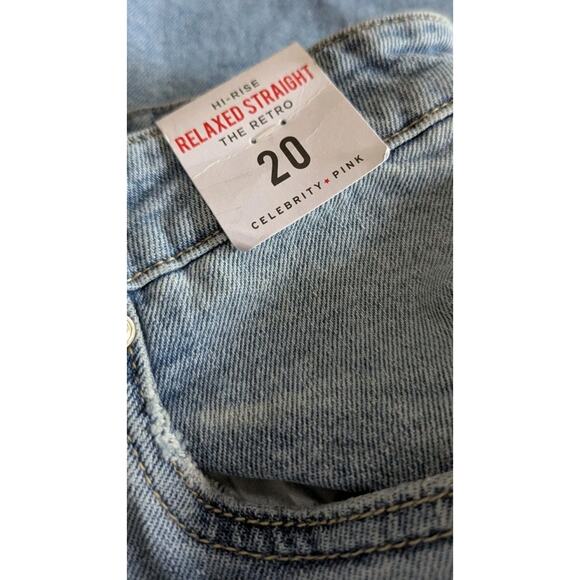 HI-RISE
RELAXED STRAIGHT
THE RETRO
20
CELEBRITY★PINK